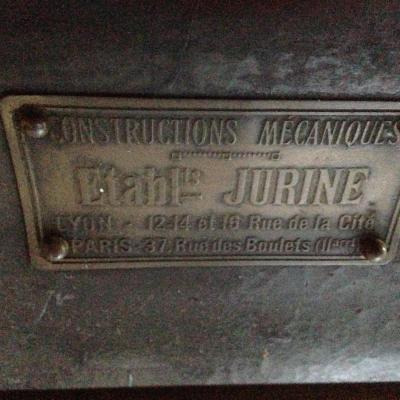 CONSTRUCTIONS MÉCANIQUES
Etabl.ts JURINE
LYON - 12-14 et 16 Rue de la Cité
PARIS - 37, Rue des Boulets